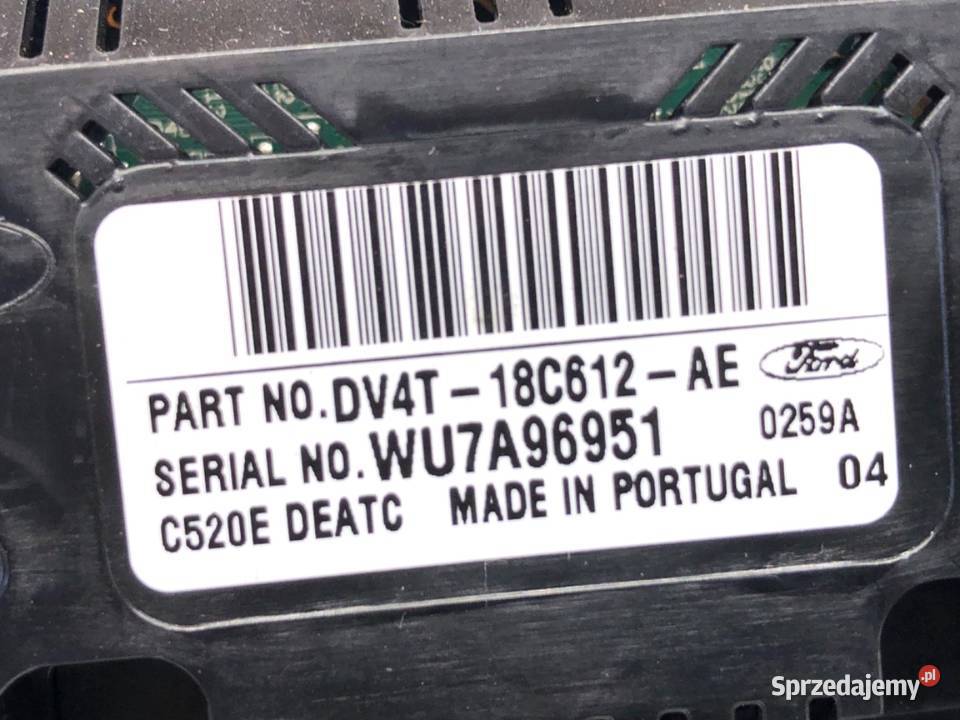 PART NO.DV4T-18C612-AE Ford
SERIAL NO.WU7A96951 0259A
C520E DEATC MADE IN PORTUGAL 04
Sprzedajemy.pl